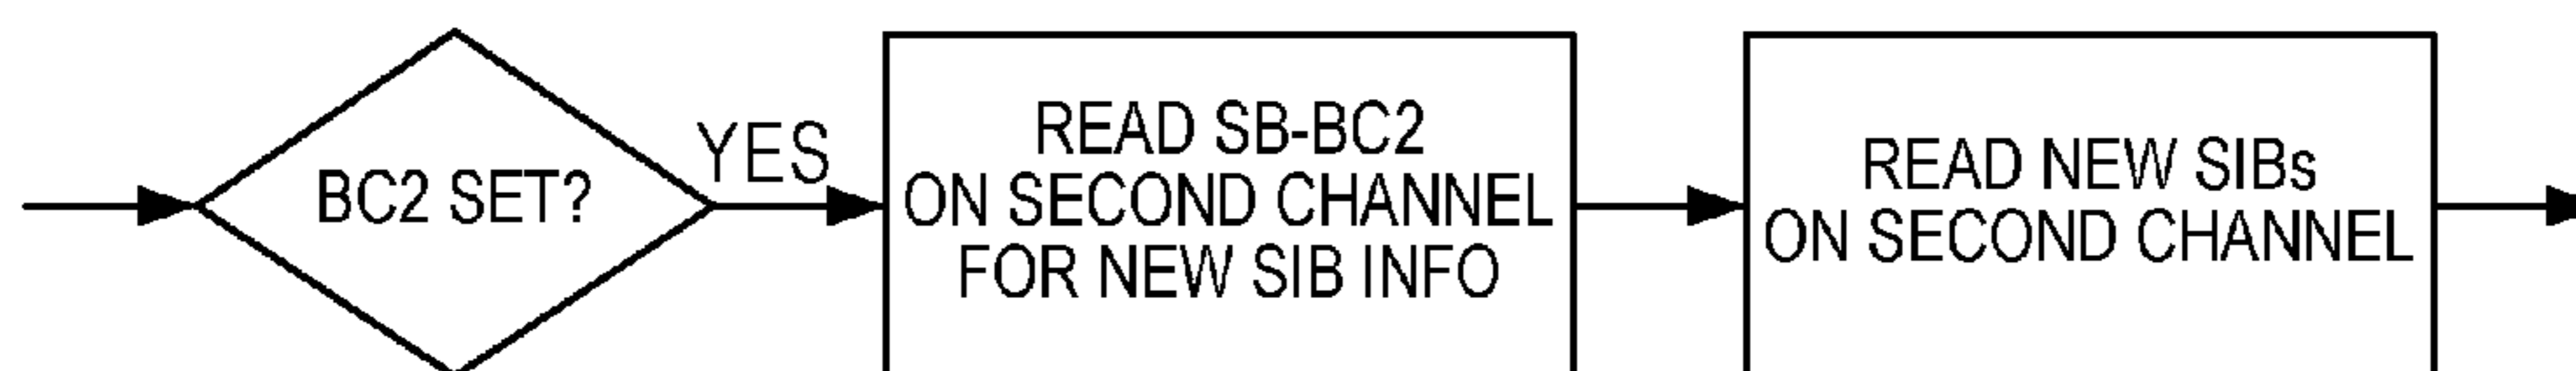 BC2 SET?
YES
READ SB-BC2
ON SECOND CHANNEL
FOR NEW SIB INFO
READ NEW SIBs
ON SECOND CHANNEL